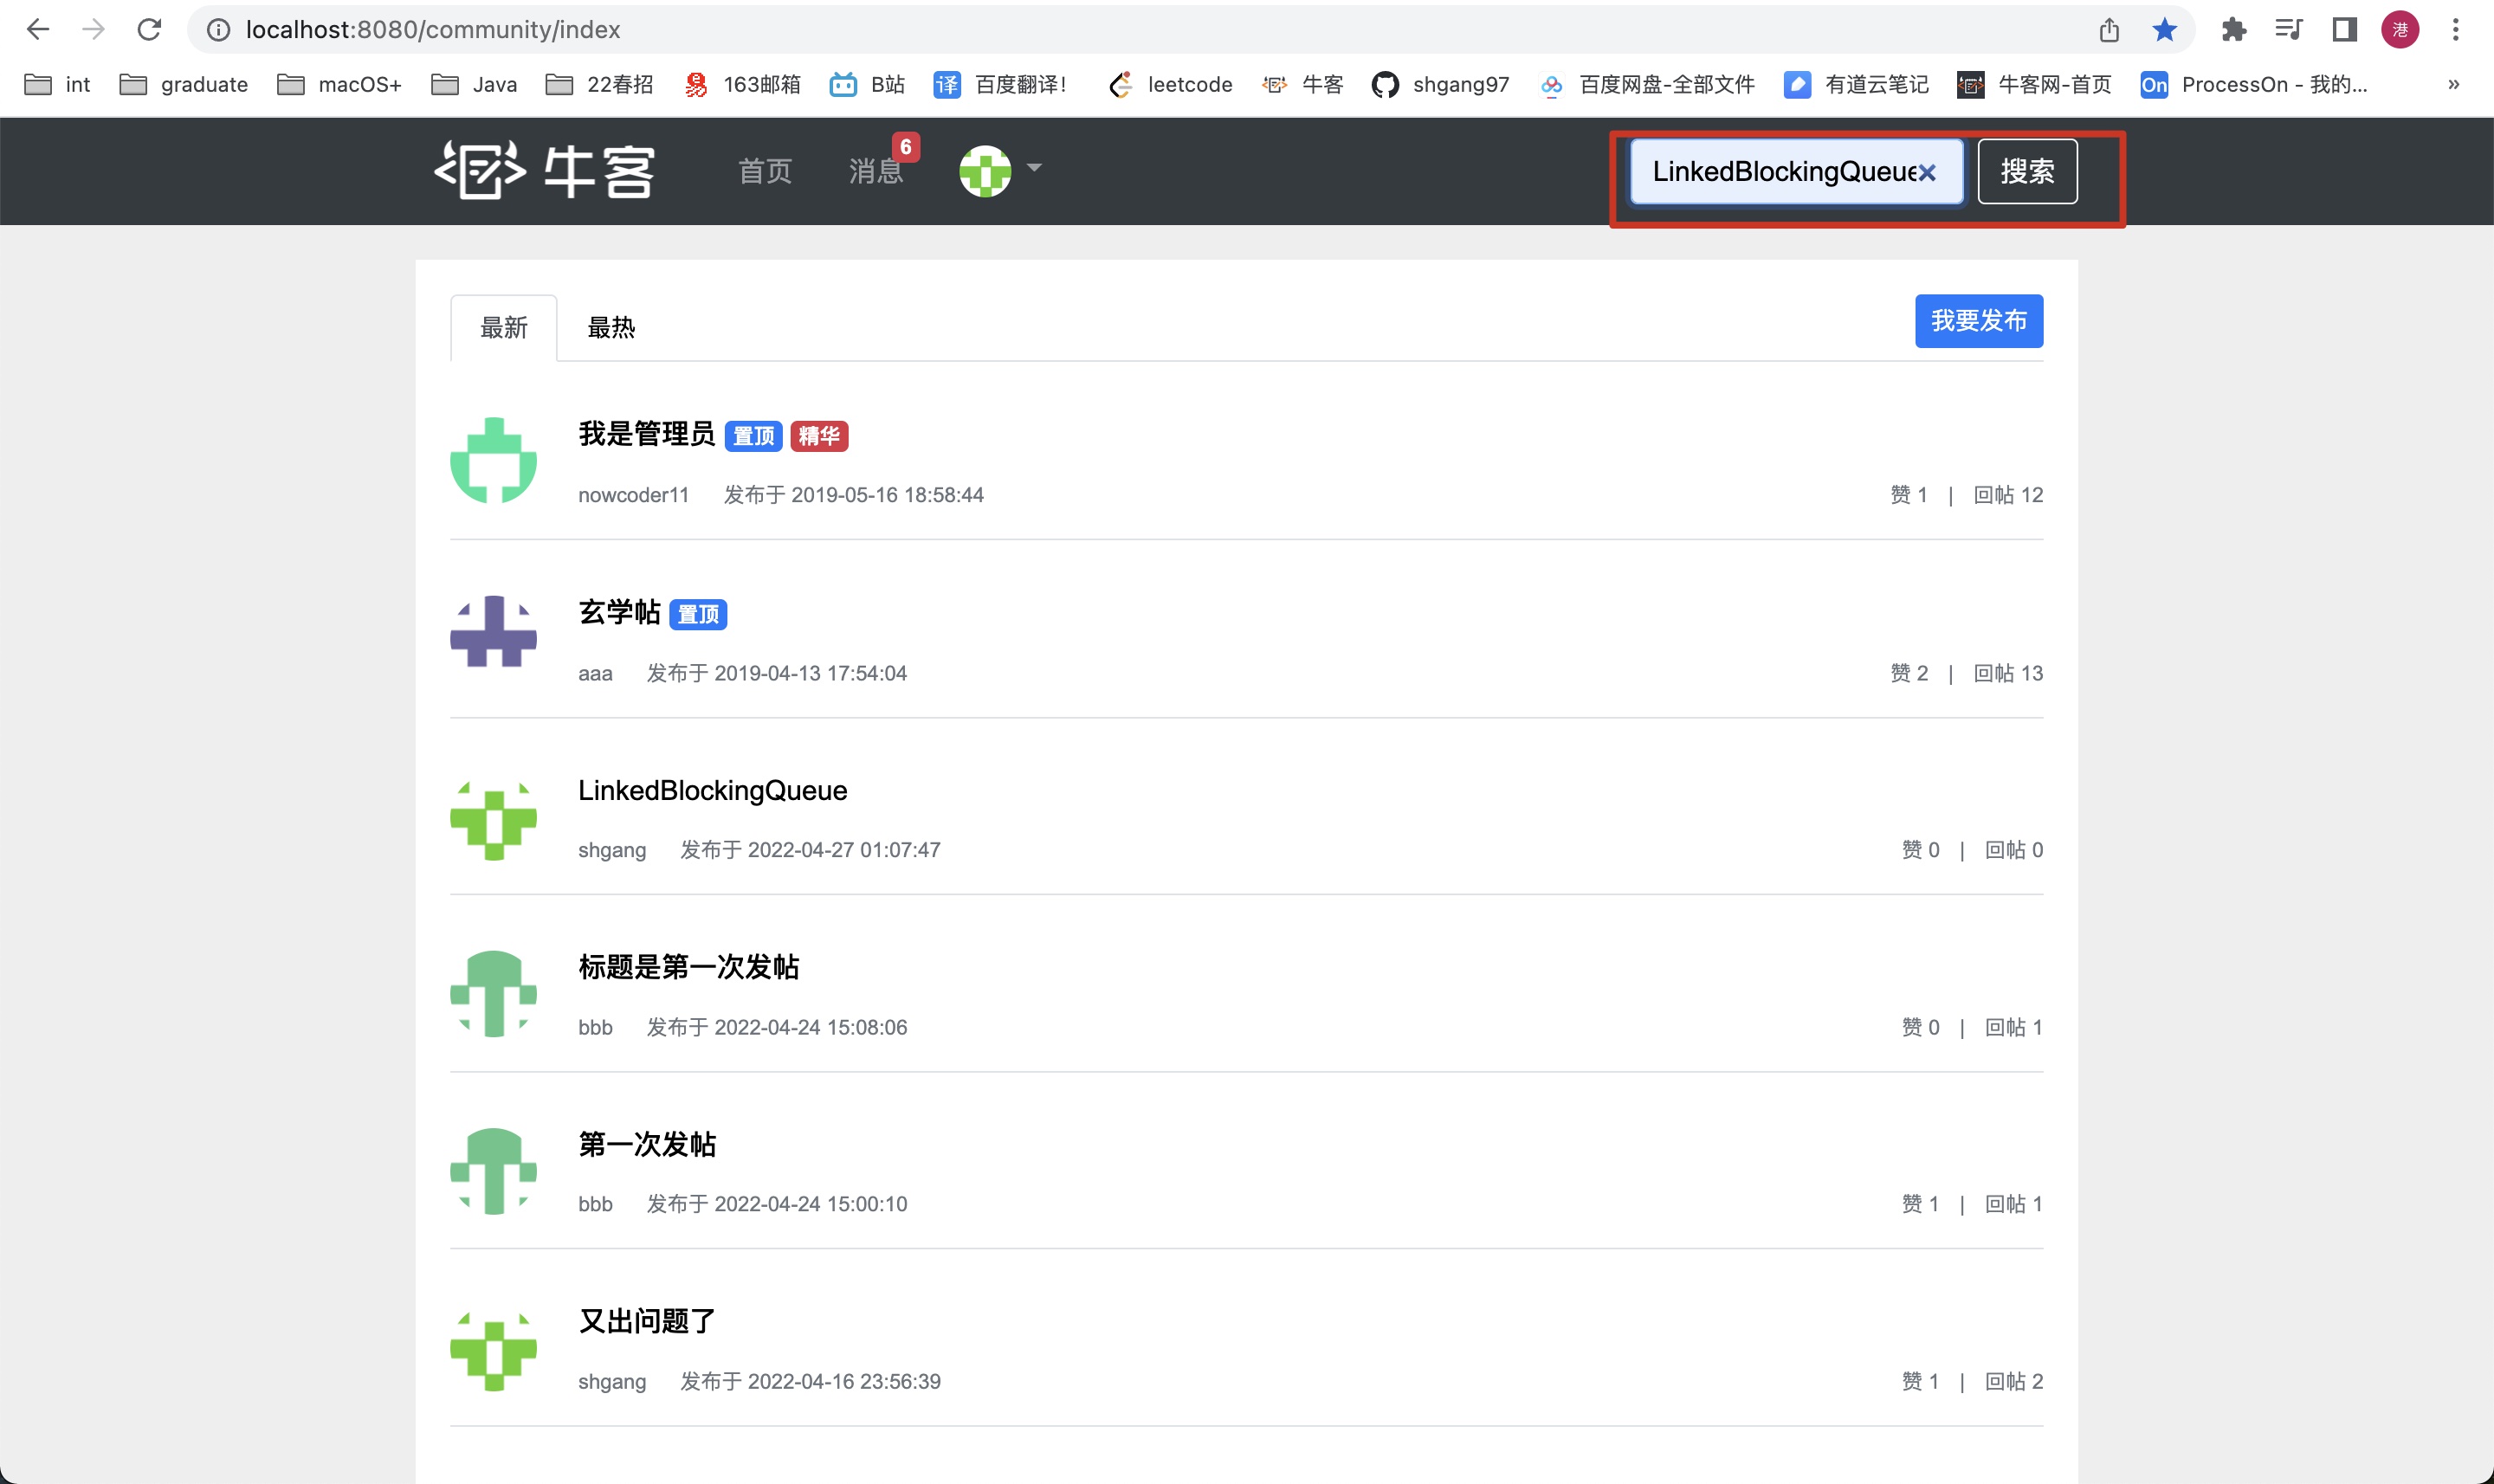 localhost:8080/community/index
港
int graduate macOS+ Java 22春招 163邮箱 B站 译 百度翻译! leetcode 牛客 shgang97 百度网盘-全部文件 有道云笔记 牛客网-首页 On ProcessOn - 我的... »
牛客 首页 消息 6 LinkedBlockingQueue 搜索
最新 最热 我要发布
我是管理员 置顶 精华
nowcoder11 发布于 2019-05-16 18:58:44 赞 1 | 回帖 12
玄学帖 置顶
aaa 发布于 2019-04-13 17:54:04 赞 2 | 回帖 13
LinkedBlockingQueue
shgang 发布于 2022-04-27 01:07:47 赞 0 | 回帖 0
标题是第一次发帖
bbb 发布于 2022-04-24 15:08:06 赞 0 | 回帖 1
第一次发帖
bbb 发布于 2022-04-24 15:00:10 赞 1 | 回帖 1
又出问题了
shgang 发布于 2022-04-16 23:56:39 赞 1 | 回帖 2